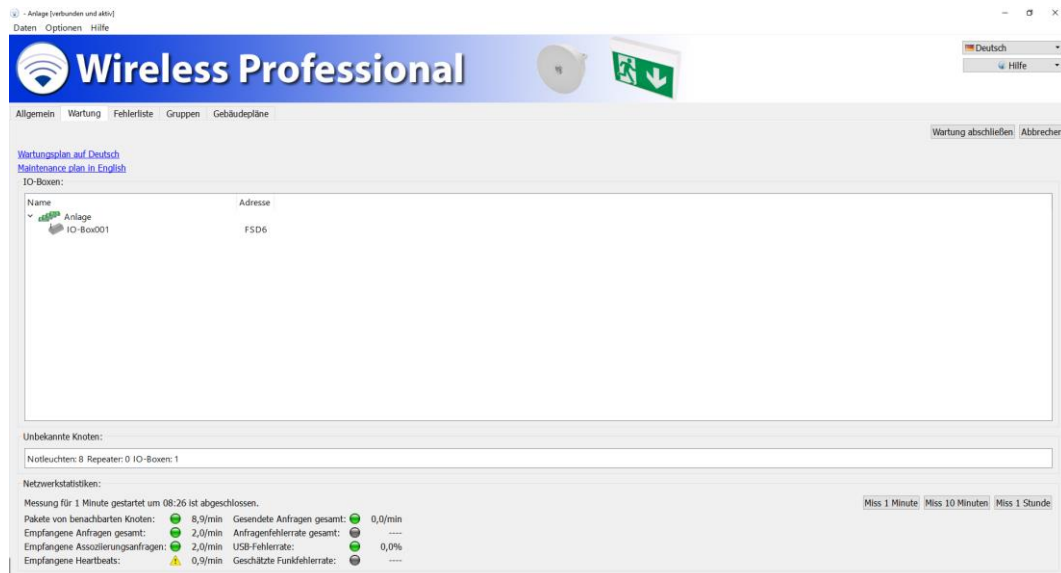 - Anlage [verbunden und aktiv]
Daten Optionen Hilfe
Wireless Professional
Deutsch
Hilfe
Allgemein Wartung Fehlerliste Gruppen Gebäudepläne
Wartung abschließen Abbrechen
Wartungsplan auf Deutsch
Maintenance plan in English
IO-Boxen:
Name Adresse
Anlage
IO-Box001 FSD6
Unbekannte Knoten:
Notleuchten: 8 Repeater: 0 IO-Boxen: 1
Netzwerkstatistiken:
Messung für 1 Minute gestartet um 08:26 ist abgeschlossen. Miss 1 Minute Miss 10 Minuten Miss 1 Stunde
Pakete von benachbarten Knoten: 8,9/min Gesendete Anfragen gesamt: 0,0/min
Empfangene Anfragen gesamt: 2,0/min Anfragenfehlerrate gesamt: ----
Empfangene Assoziierungsanfragen: 2,0/min USB-Fehlerrate: 0,0%
Empfangene Heartbeats: 0,9/min Geschätzte Funkfehlerrate: ----